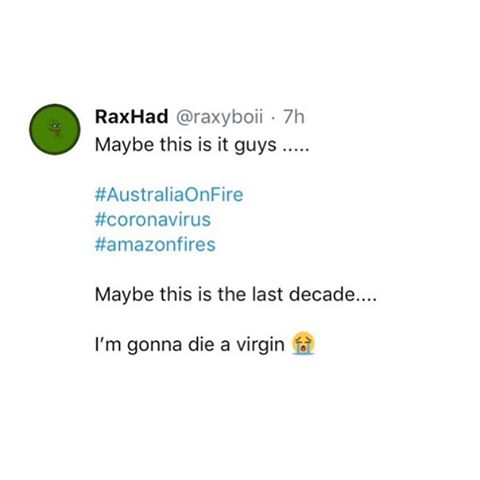 RaxHad @raxyboii · 7h
Maybe this is it guys .....
#AustraliaOnFire
#coronavirus
#amazonfires
Maybe this is the last decade....
I'm gonna die a virgin 😭